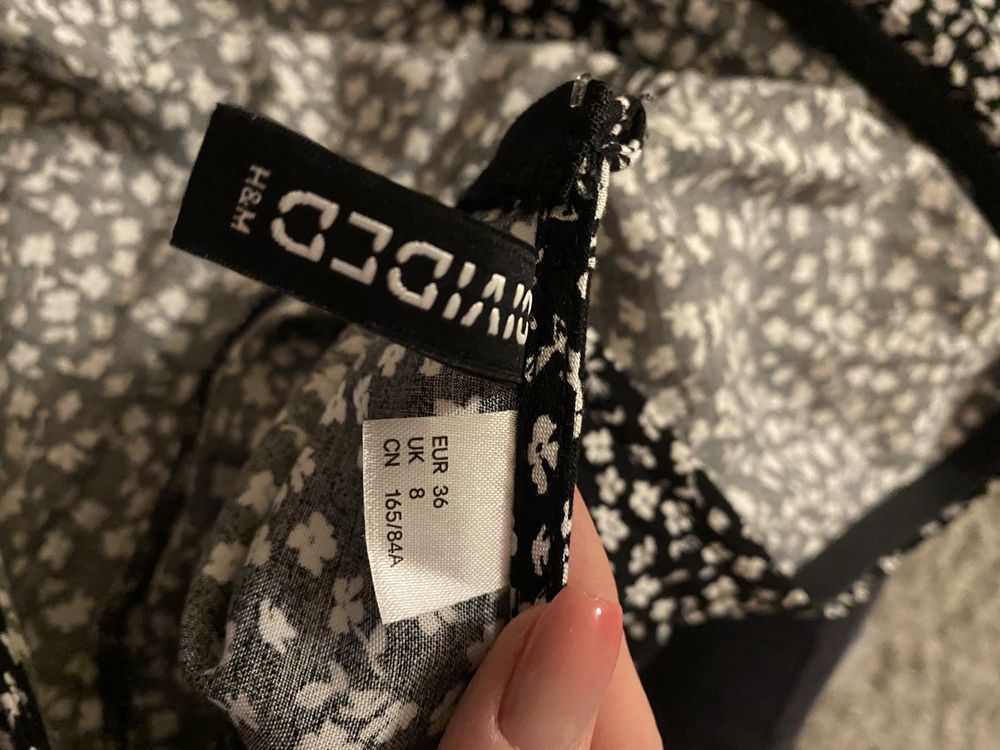 DIVIDED
H&M
EUR 36
UK 8
CN 165/84A